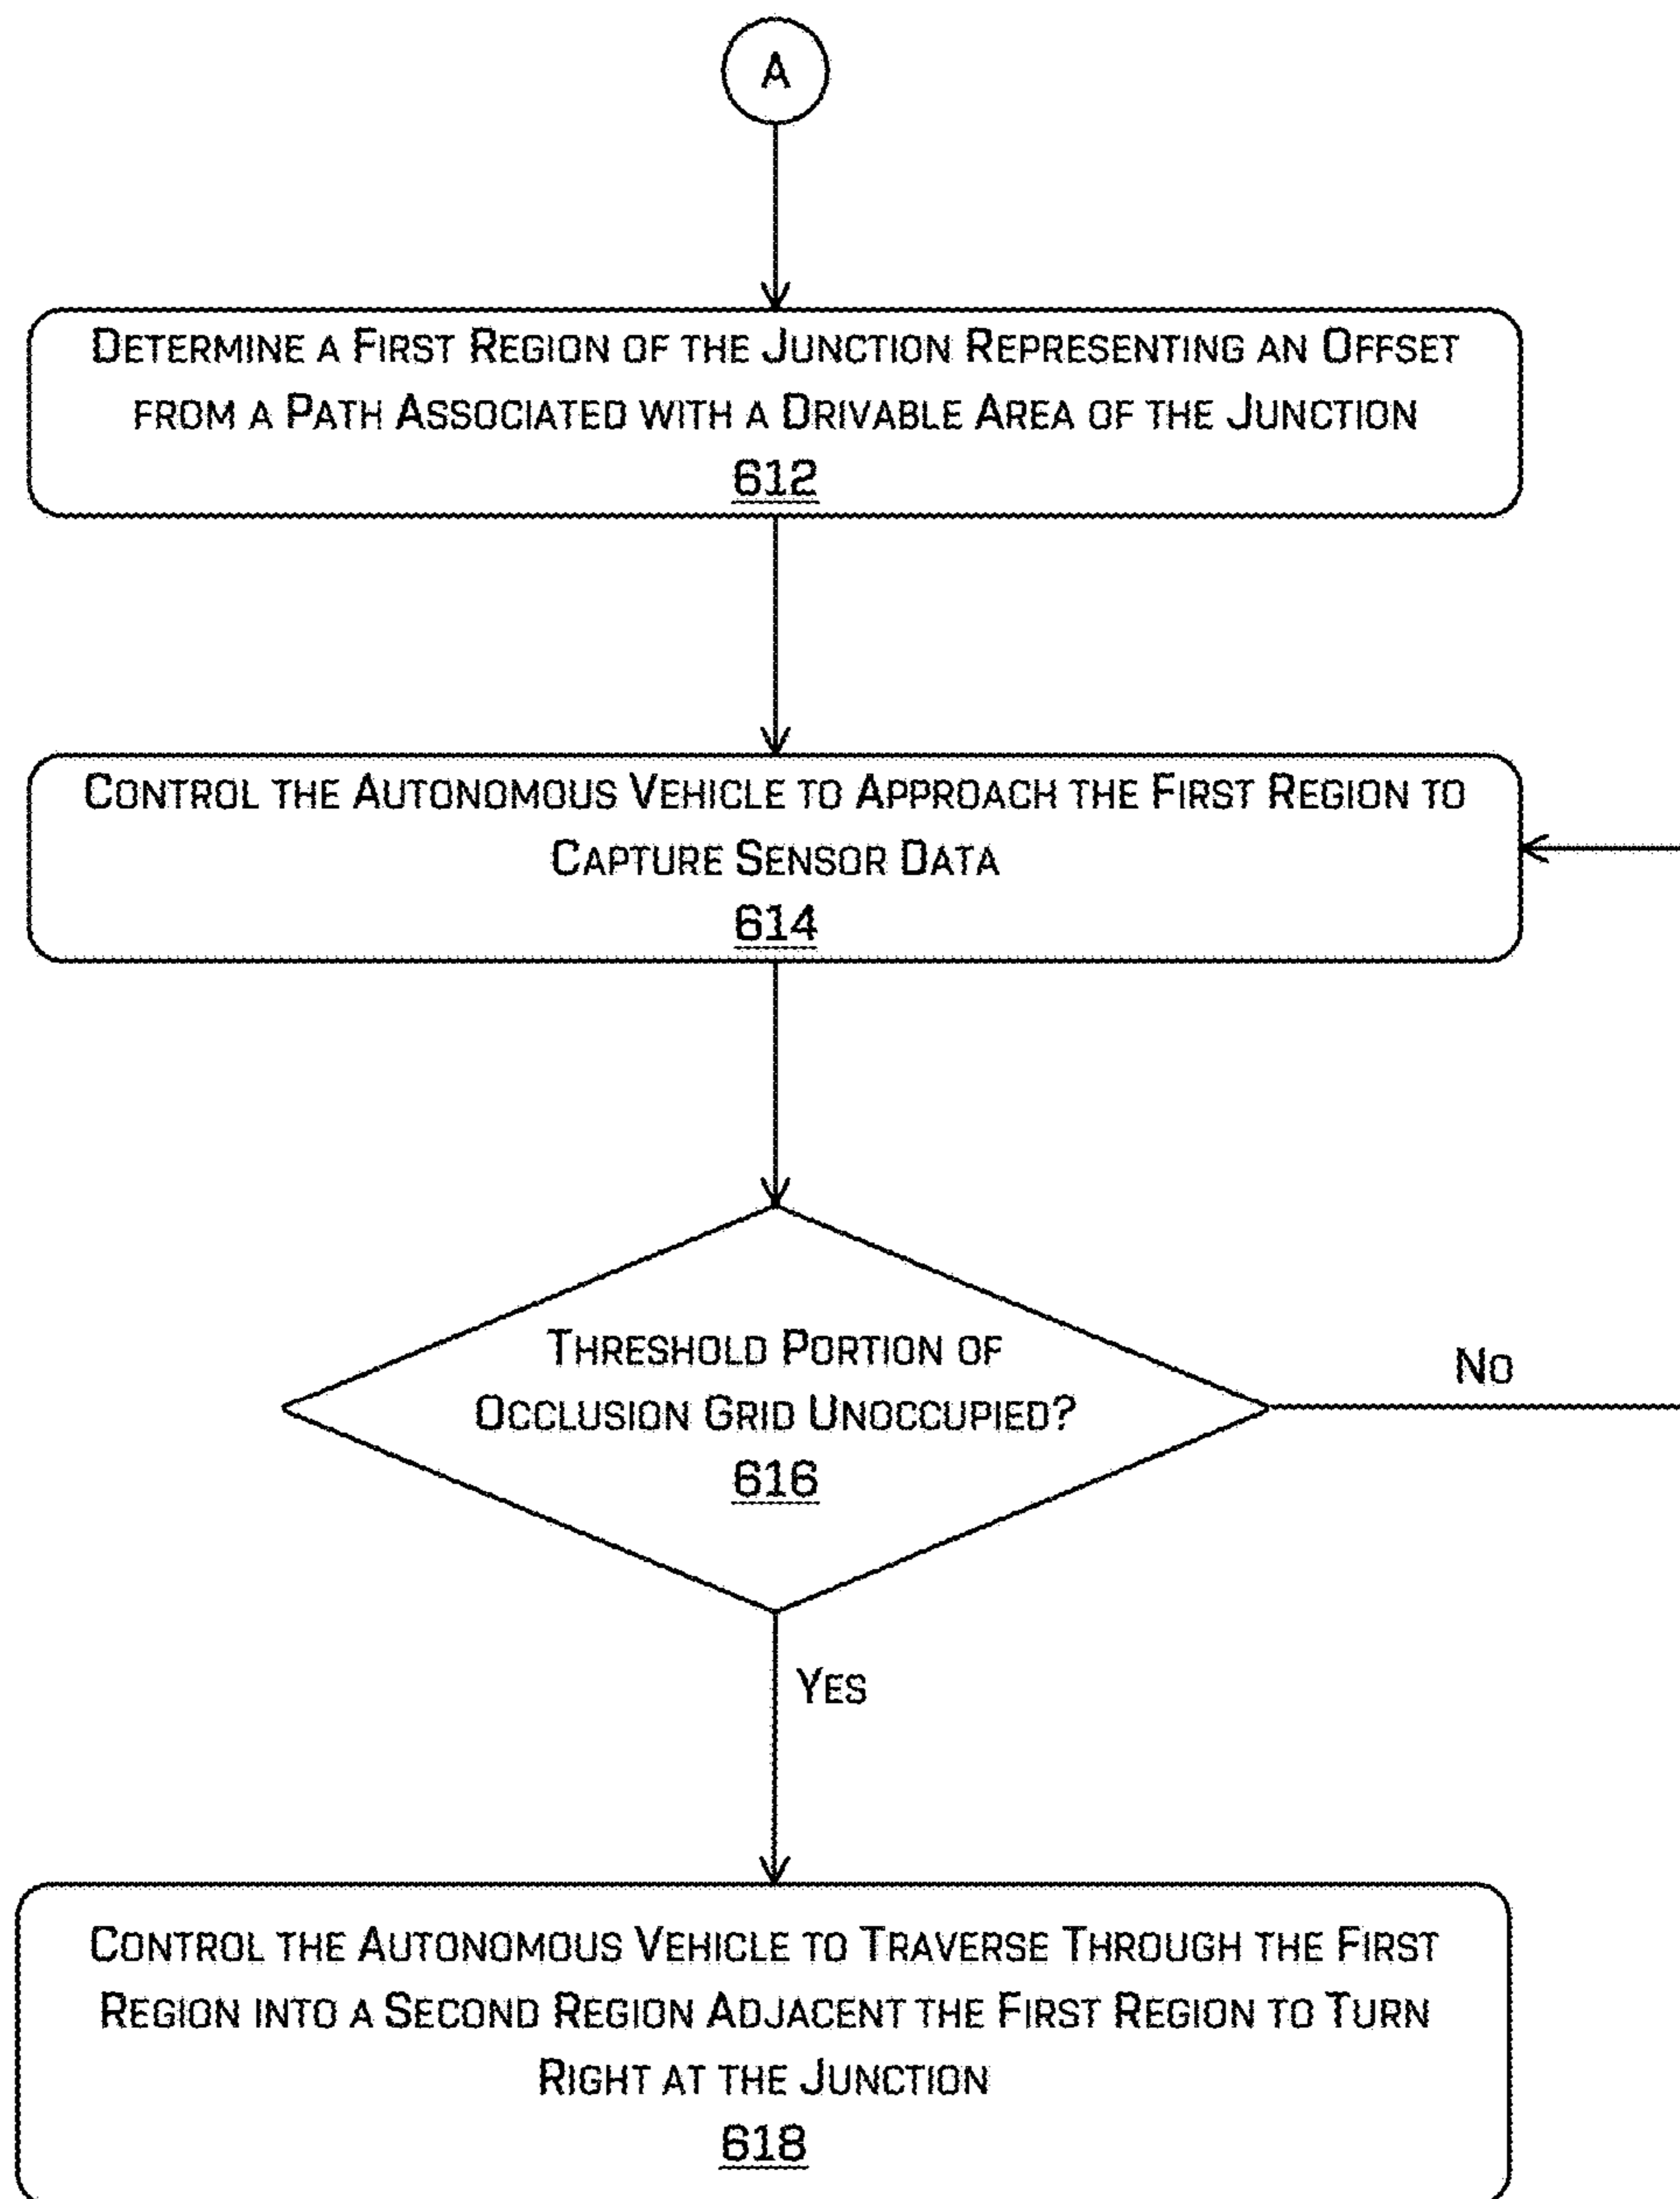 A
Determine a First Region of the Junction Representing an Offset
from a Path Associated with a Drivable Area of the Junction
612
Control the Autonomous Vehicle to Approach the First Region to
Capture Sensor Data
614
Threshold Portion of
Occlusion Grid Unoccupied?
616
No
Yes
Control the Autonomous Vehicle to Traverse Through the First
Region into a Second Region Adjacent the First Region to Turn
Right at the Junction
618